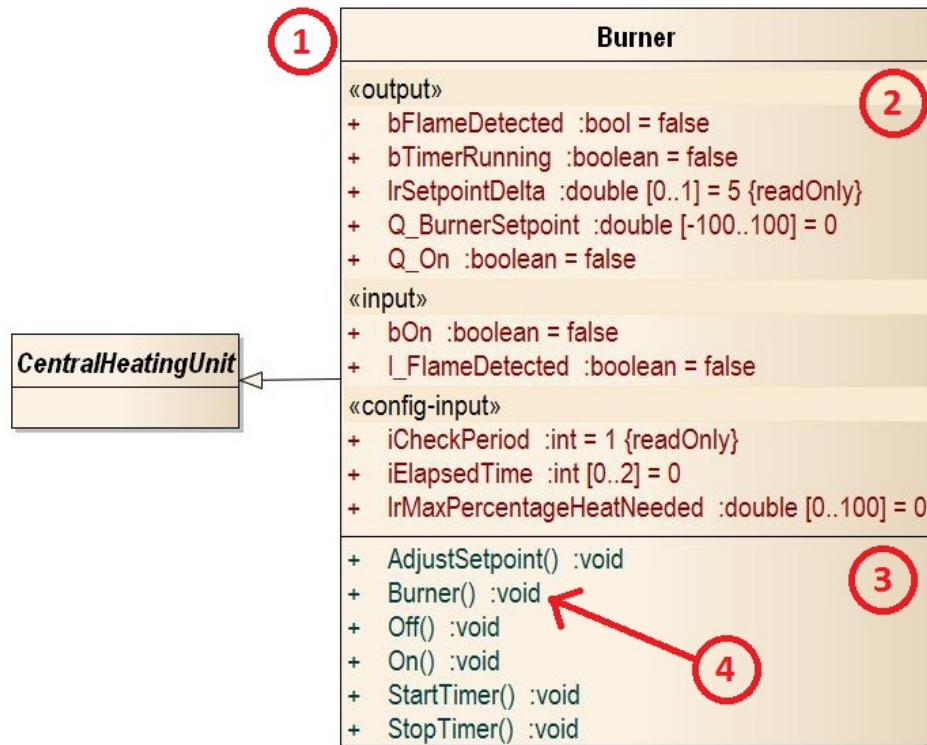 1
Burner
«output»
2
+ bFlameDetected :bool = false
+ bTimerRunning :boolean = false
+ lrSetpointDelta :double [0..1] = 5 {readOnly}
+ Q_BurnerSetpoint :double [-100..100] = 0
+ Q_On :boolean = false
«input»
+ bOn :boolean = false
+ I_FlameDetected :boolean = false
CentralHeatingUnit
«config-input»
+ iCheckPeriod :int = 1 {readOnly}
+ iElapsedTime :int [0..2] = 0
+ lrMaxPercentageHeatNeeded :double [0..100] = 0
+ AdjustSetpoint() :void
3
+ Burner() :void
+ Off() :void
+ On() :void
4
+ StartTimer() :void
+ StopTimer() :void